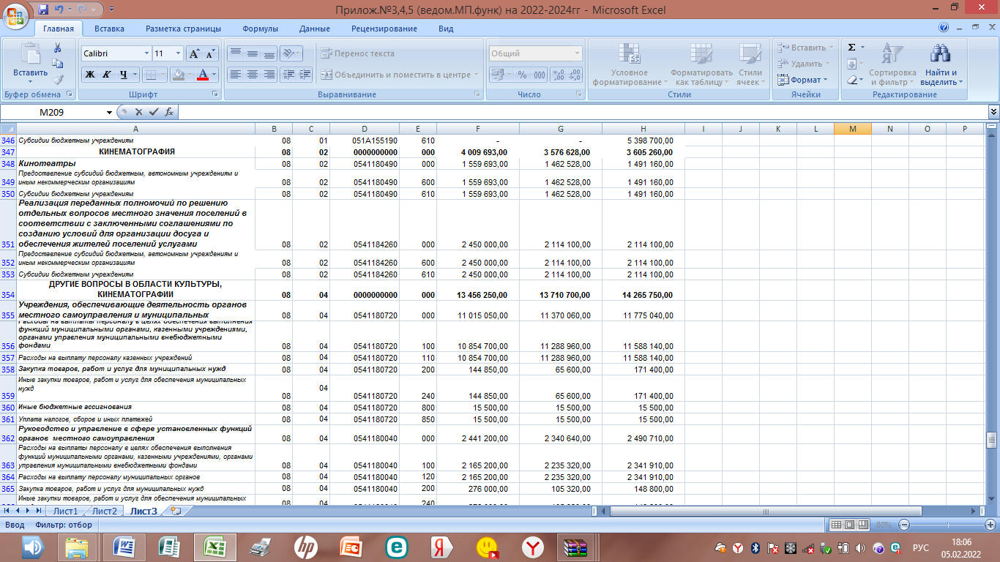 Прилож.№3,4,5 (ведом.МП.функ) на 2022-2024гг - Microsoft Excel
Главная Вставка Разметка страницы Формулы Данные Рецензирование Вид
Вставить Calibri 11 Перенос текста Общий Условное форматирование Форматировать как таблицу Стили ячеек Вставить Удалить Формат Сортировка и фильтр Найти и выделить
Ж К Ч Объединить и поместить в центре % 000
Буфер обмена Шрифт Выравнивание Число Стили Ячейки Редактирование
M209 fx
A B C D E F G H I J K L M N O P
346 Субсидии бюджетным учреждениям 08 01 051A155190 610 - - 5 398 700,00
347 КИНЕМАТОГРАФИЯ 08 02 0000000000 000 4 009 693,00 3 576 628,00 3 605 260,00
348 Кинотеатры 08 02 0541180490 000 1 559 693,00 1 462 528,00 1 491 160,00
Предоставление субсидий бюджетным, автономным учреждениям и
349 иным некоммерческим организациям 08 02 0541180490 600 1 559 693,00 1 462 528,00 1 491 160,00
350 Субсидии бюджетным учреждениям 08 02 0541180490 610 1 559 693,00 1 462 528,00 1 491 160,00
Реализация переданных полномочий по решению
отдельных вопросов местного значения поселений в
соответствии с заключенными соглашениями по
созданию условий для организации досуга и
351 обеспечения жителей поселений услугами 08 02 0541184260 000 2 450 000,00 2 114 100,00 2 114 100,00
Предоставление субсидий бюджетным, автономным учреждениям и
352 иным некоммерческим организациям 08 02 0541184260 600 2 450 000,00 2 114 100,00 2 114 100,00
353 Субсидии бюджетным учреждениям 08 02 0541184260 610 2 450 000,00 2 114 100,00 2 114 100,00
ДРУГИЕ ВОПРОСЫ В ОБЛАСТИ КУЛЬТУРЫ,
354 КИНЕМАТОГРАФИИ 08 04 0000000000 000 13 456 250,00 13 710 700,00 14 265 750,00
Учреждения, обеспечивающие деятельность органов
355 местного самоуправления и муниципальных 08 04 0541180720 000 11 015 050,00 11 370 060,00 11 775 040,00
Расходы на выплаты персоналу в целях обеспечения выполнения
функций муниципальными органами, казенными учреждениями,
органами управления муниципальными внебюджетными
356 фондами 08 04 0541180720 100 10 854 700,00 11 288 960,00 11 588 140,00
357 Расходы на выплату персоналу казенных учреждений 08 04 0541180720 110 10 854 700,00 11 288 960,00 11 588 140,00
358 Закупка товаров, работ и услуг для муниципальных нужд 08 04 0541180720 200 144 850,00 65 600,00 171 400,00
Иные закупки товаров, работ и услуг для обеспечения муниципальных
нужд 04
359 08 0541180720 240 144 850,00 65 600,00 171 400,00
360 Иные бюджетные ассигнования 08 04 0541180720 800 15 500,00 15 500,00 15 500,00
361 Уплата налогов, сборов и иных платежей 08 04 0541180720 850 15 500,00 15 500,00 15 500,00
Руководство и управление в сфере установленных функций
362 органов местного самоуправления 08 04 0541180040 000 2 441 200,00 2 340 640,00 2 490 710,00
Расходы на выплаты персоналу в целях обеспечения выполнения
функций муниципальными органами, казенными учреждениями, органами
363 управления муниципальными внебюджетными фондами 08 04 0541180040 100 2 165 200,00 2 235 320,00 2 341 910,00
364 Расходы на выплату персоналу муниципальных органов 08 04 0541180040 120 2 165 200,00 2 235 320,00 2 341 910,00
365 Закупка товаров, работ и услуг для муниципальных нужд 08 04 0541180040 200 276 000,00 105 320,00 148 800,00
Иные закупки товаров, работ и услуг для обеспечения муниципальных 08 04 240
Лист1 Лист2 Лист3
Ввод Фильтр: отбор 80%
РУС 18:06
05.02.2022